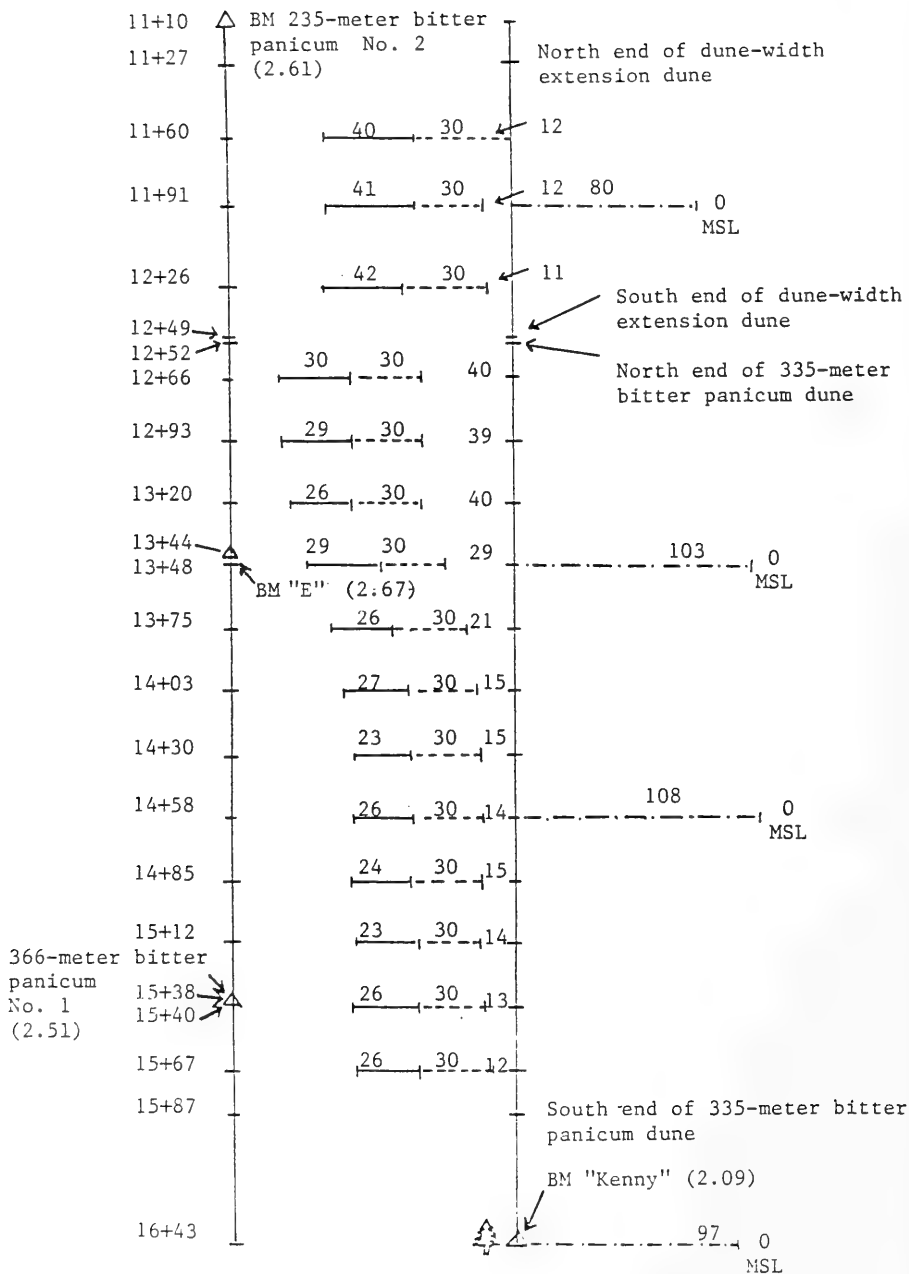 11+10 BM 235-meter bitter
panicum No. 2
(2.61)
11+27 North end of dune-width
extension dune
11+60 40 30 12
11+91 41 30 12 80 0
MSL
12+26 42 30 11
South end of dune-width
extension dune
12+49
12+52
North end of 335-meter
bitter panicum dune
12+66 30 30 40
12+93 29 30 39
13+20 26 30 40
13+44
13+48 29 30 29 103 0
MSL
BM "E" (2.67)
13+75 26 30 21
14+03 27 30 15
14+30 23 30 15
14+58 26 30 14 108 0
MSL
14+85 24 30 15
15+12 23 30 14
366-meter bitter
panicum
No. 1
(2.51)
15+38
15+40 26 30 13
15+67 26 30 12
15+87 South end of 335-meter bitter
panicum dune
BM "Kenny" (2.09)
16+43 97 0
MSL